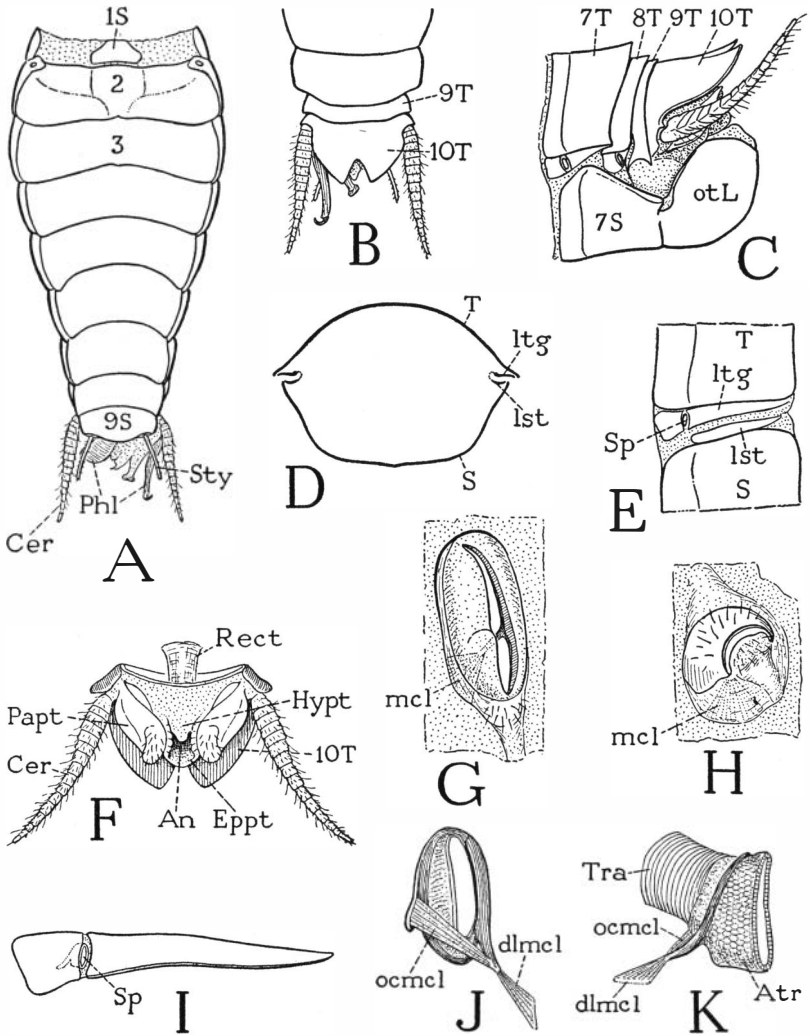 1S
2
3
9S
Sty
Phl
Cer
A
9T
10T
B
7T 8T 9T 10T
7S
otL
C
T
ltg
lst
S
D
T
ltg
Sp
lst
S
E
Rect
Papt
Hypt
Cer
10T
An
Eppt
F
mcl
G
mcl
H
Sp
I
dlmcl
ocmcl
J
Tra
ocmcl
dlmcl
Atr
K